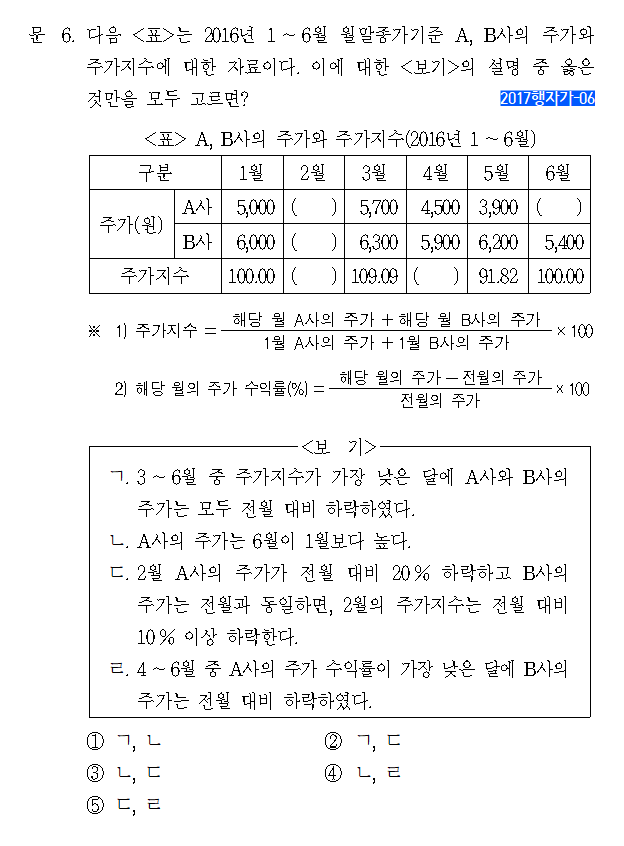 문 6. 다음 <표>는 2016년 1 ~ 6월 월말종가기준 A, B사의 주가와
주가지수에 대한 자료이다. 이에 대한 <보기>의 설명 중 옳은
것만을 모두 고르면?
2017행자가-06
<표> A, B사의 주가와 주가지수(2016년 1 ~ 6월)
구분 1월 2월 3월 4월 5월 6월
주가(원) A사 5,000 ( ) 5,700 4,500 3,900 ( )
B사 6,000 ( ) 6,300 5,900 6,200 5,400
주가지수 100.00 ( ) 109.09 ( ) 91.82 100.00
※ 1) 주가지수 = 해당 월 A사의 주가 + 해당 월 B사의 주가 × 100
1월 A사의 주가 + 1월 B사의 주가
2) 해당 월의 주가 수익률(%) = 해당 월의 주가 - 전월의 주가 × 100
전월의 주가
<보 기>
ㄱ. 3 ~ 6월 중 주가지수가 가장 낮은 달에 A사와 B사의
주가는 모두 전월 대비 하락하였다.
ㄴ. A사의 주가는 6월이 1월보다 높다.
ㄷ. 2월 A사의 주가가 전월 대비 20 % 하락하고 B사의
주가는 전월과 동일하면, 2월의 주가지수는 전월 대비
10 % 이상 하락한다.
ㄹ. 4 ~ 6월 중 A사의 주가 수익률이 가장 낮은 달에 B사의
주가는 전월 대비 하락하였다.
① ㄱ, ㄴ
② ㄱ, ㄷ
③ ㄴ, ㄷ
④ ㄴ, ㄹ
⑤ ㄷ, ㄹ